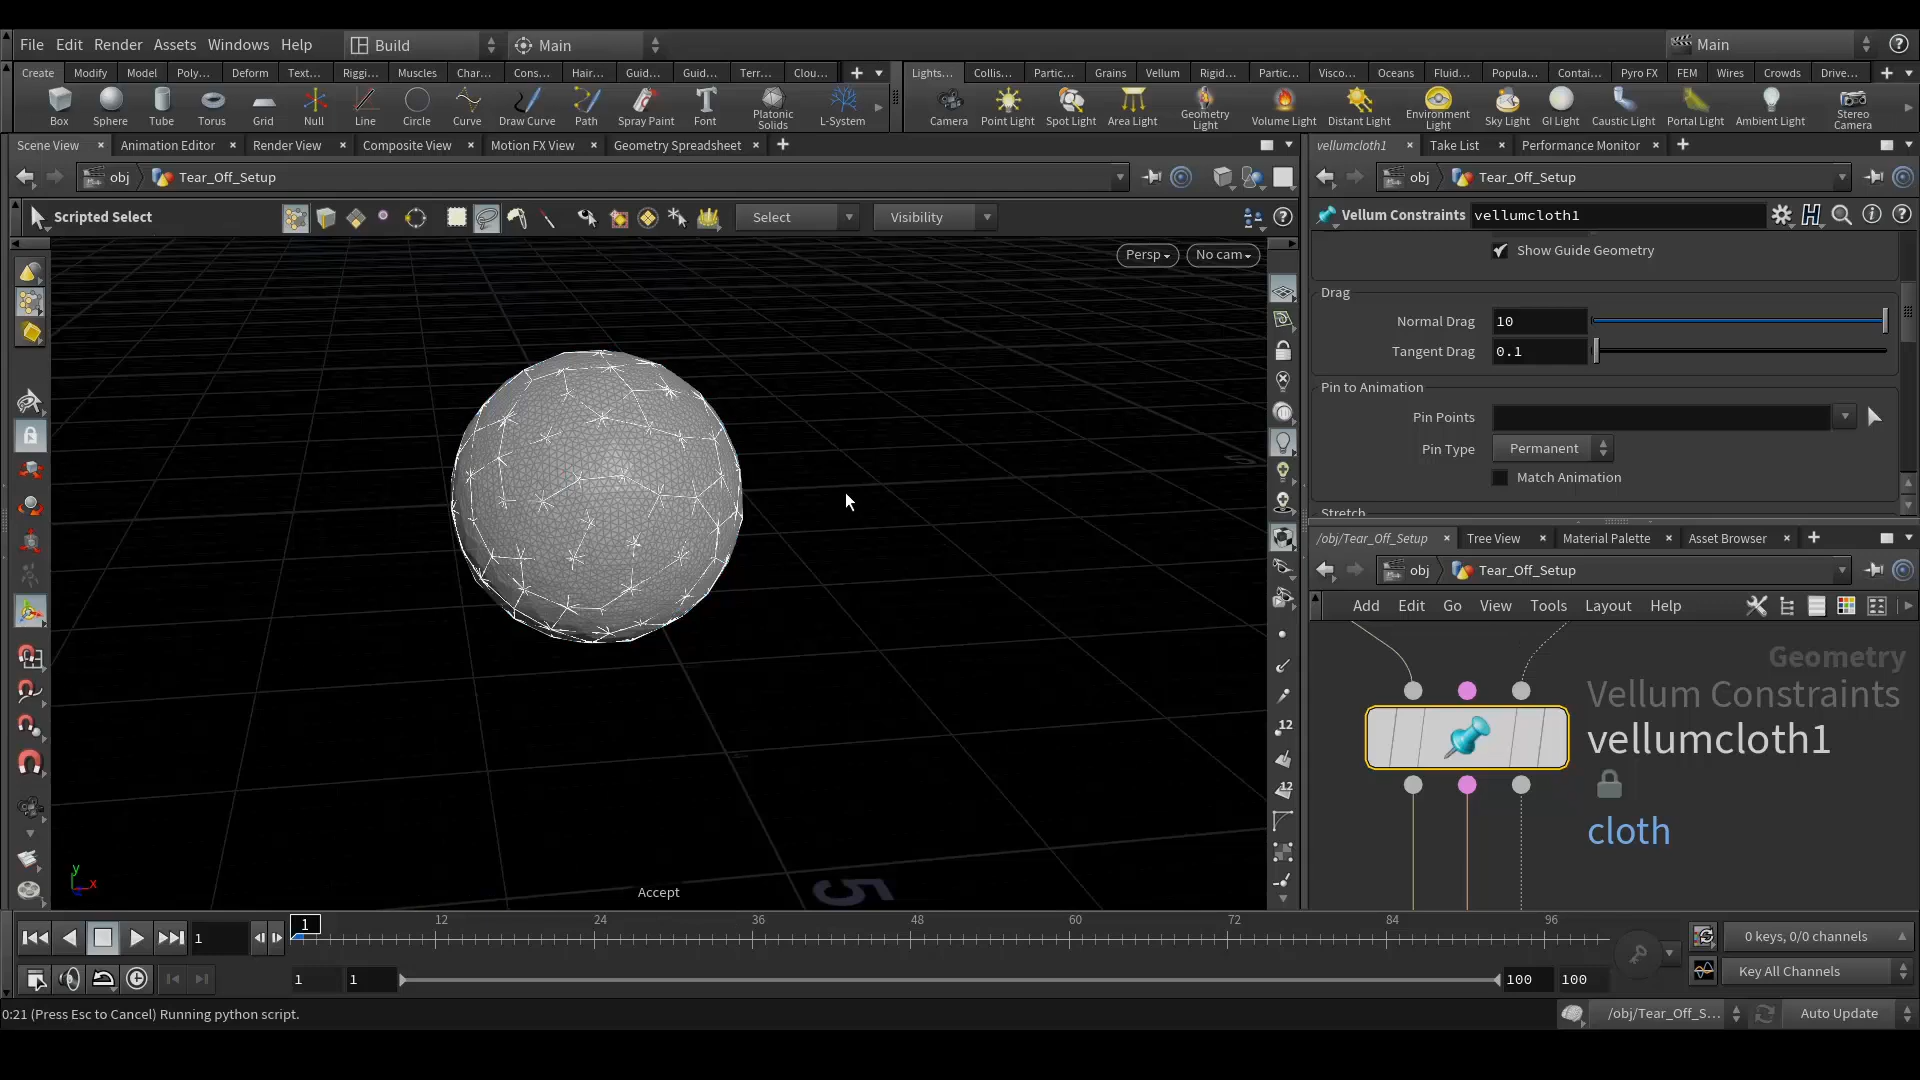 File Edit Render Assets Windows Help Build Main Main
Create Modify Model Poly... Deform Text... Riggi... Muscles Char... Cons... Hair... Guid... Guid... Terr... Clou... Lights... Collis... Partic... Grains Vellum Rigid... Partic... Visco... Oceans Fluid... Popula... Contai... Pyro FX FEM Wires Crowds Drive...
Box Sphere Tube Torus Grid Null Line Circle Curve Draw Curve Path Spray Paint Font Platonic Solids L-System Camera Point Light Spot Light Area Light Geometry Light Volume Light Distant Light Environment Light Sky Light GI Light Caustic Light Portal Light Ambient Light Stereo Camera
Scene View Animation Editor Render View Composite View Motion FX View Geometry Spreadsheet vellumcloth1 Take List Performance Monitor
obj Tear_Off_Setup obj Tear_Off_Setup
Scripted Select Select Visibility Vellum Constraints vellumcloth1
Persp No cam
Show Guide Geometry
Drag
Normal Drag 10
Tangent Drag 0.1
Pin to Animation
Pin Points
Pin Type Permanent
Match Animation
Stretch
/obj/Tear_Off_Setup Tree View Material Palette Asset Browser
obj Tear_Off_Setup
Add Edit Go View Tools Layout Help
Geometry
Vellum Constraints
vellumcloth1
cloth
12
12
y
x
5
Accept
1 1 12 24 36 48 60 72 84 96 0 keys, 0/0 channels
1 1 100 100 Key All Channels
0:21 (Press Esc to Cancel) Running python script. /obj/Tear_Off_S... Auto Update